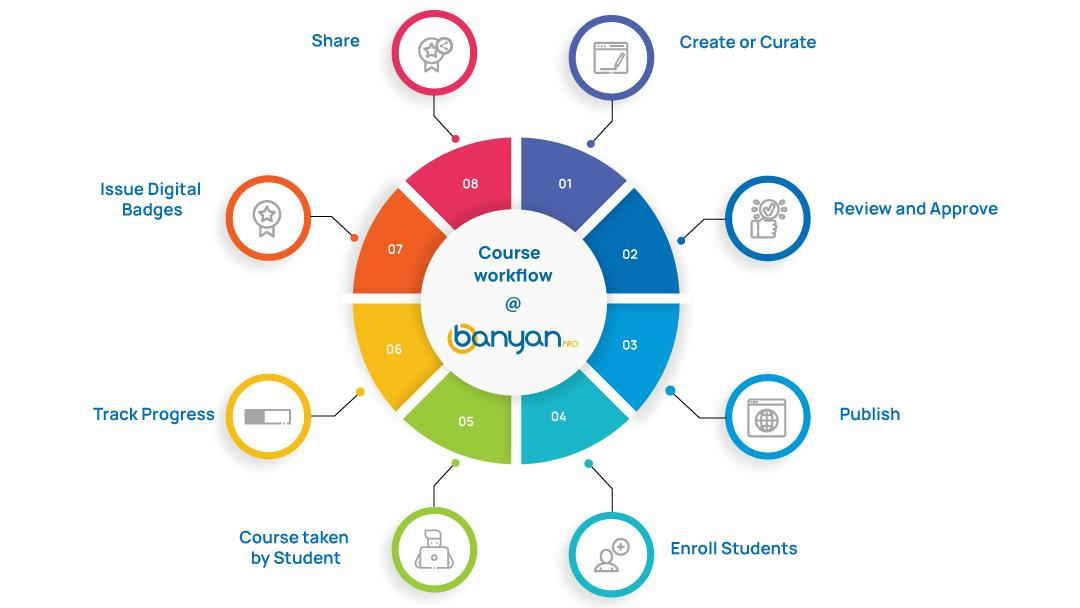 Course
workflow
@
banyan PRO
01
Create or Curate
02
Review and Approve
03
Publish
04
Enroll Students
05
Course taken
by Student
06
Track Progress
07
Issue Digital
Badges
08
Share